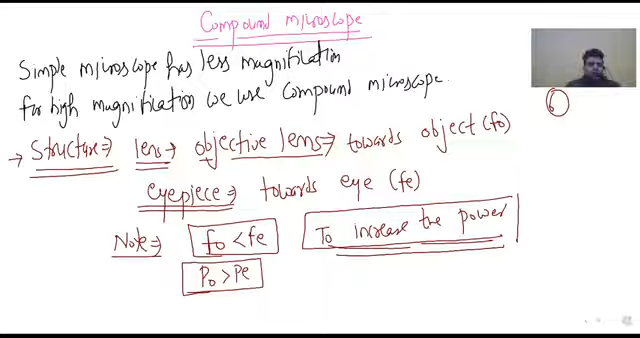 Compound microscope
Simple microscope has less magnification
for high magnification we use compound microscope.
→ Structure ⇒ lens → objective lens ⇒ towards object (fo)
eyepiece ⇒ towards eye (fe)
Note ⇒ fo < fe To increase the power
Po > Pe